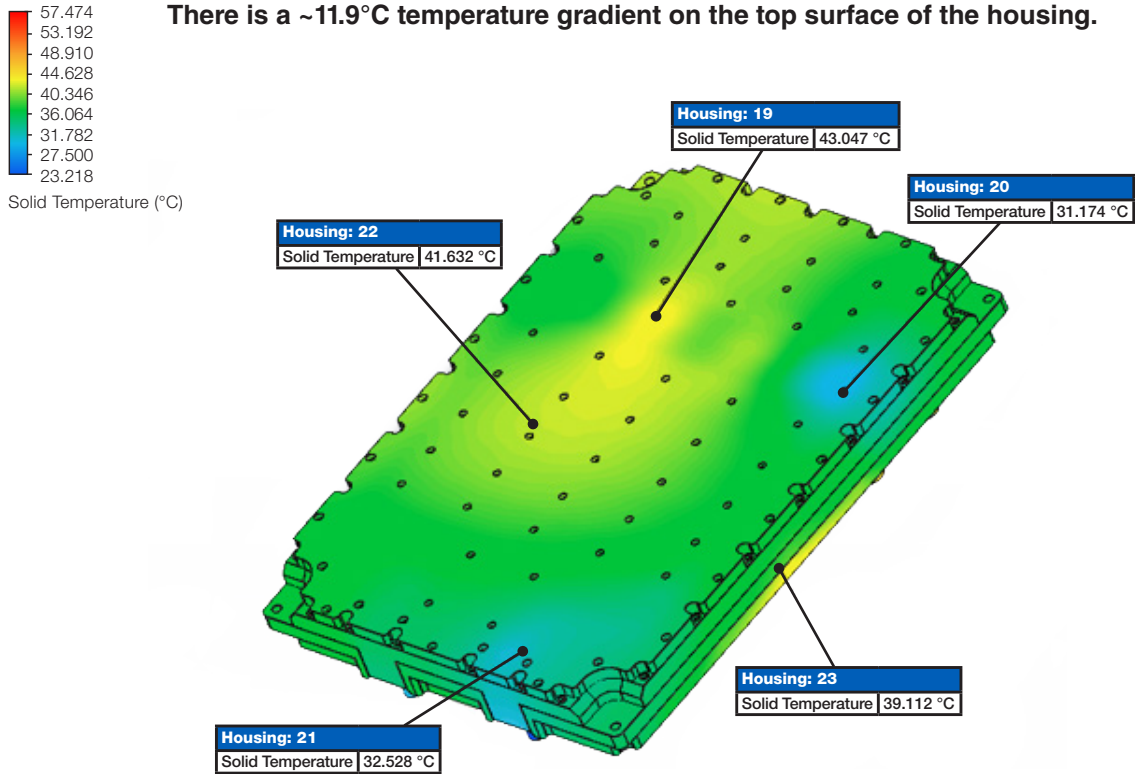 There is a ~11.9°C temperature gradient on the top surface of the housing.
57.474
53.192
48.910
44.628
40.346
36.064
31.782
27.500
23.218
Solid Temperature (°C)
Housing: 19
Solid Temperature 43.047 °C
Housing: 20
Solid Temperature 31.174 °C
Housing: 22
Solid Temperature 41.632 °C
Housing: 23
Solid Temperature 39.112 °C
Housing: 21
Solid Temperature 32.528 °C